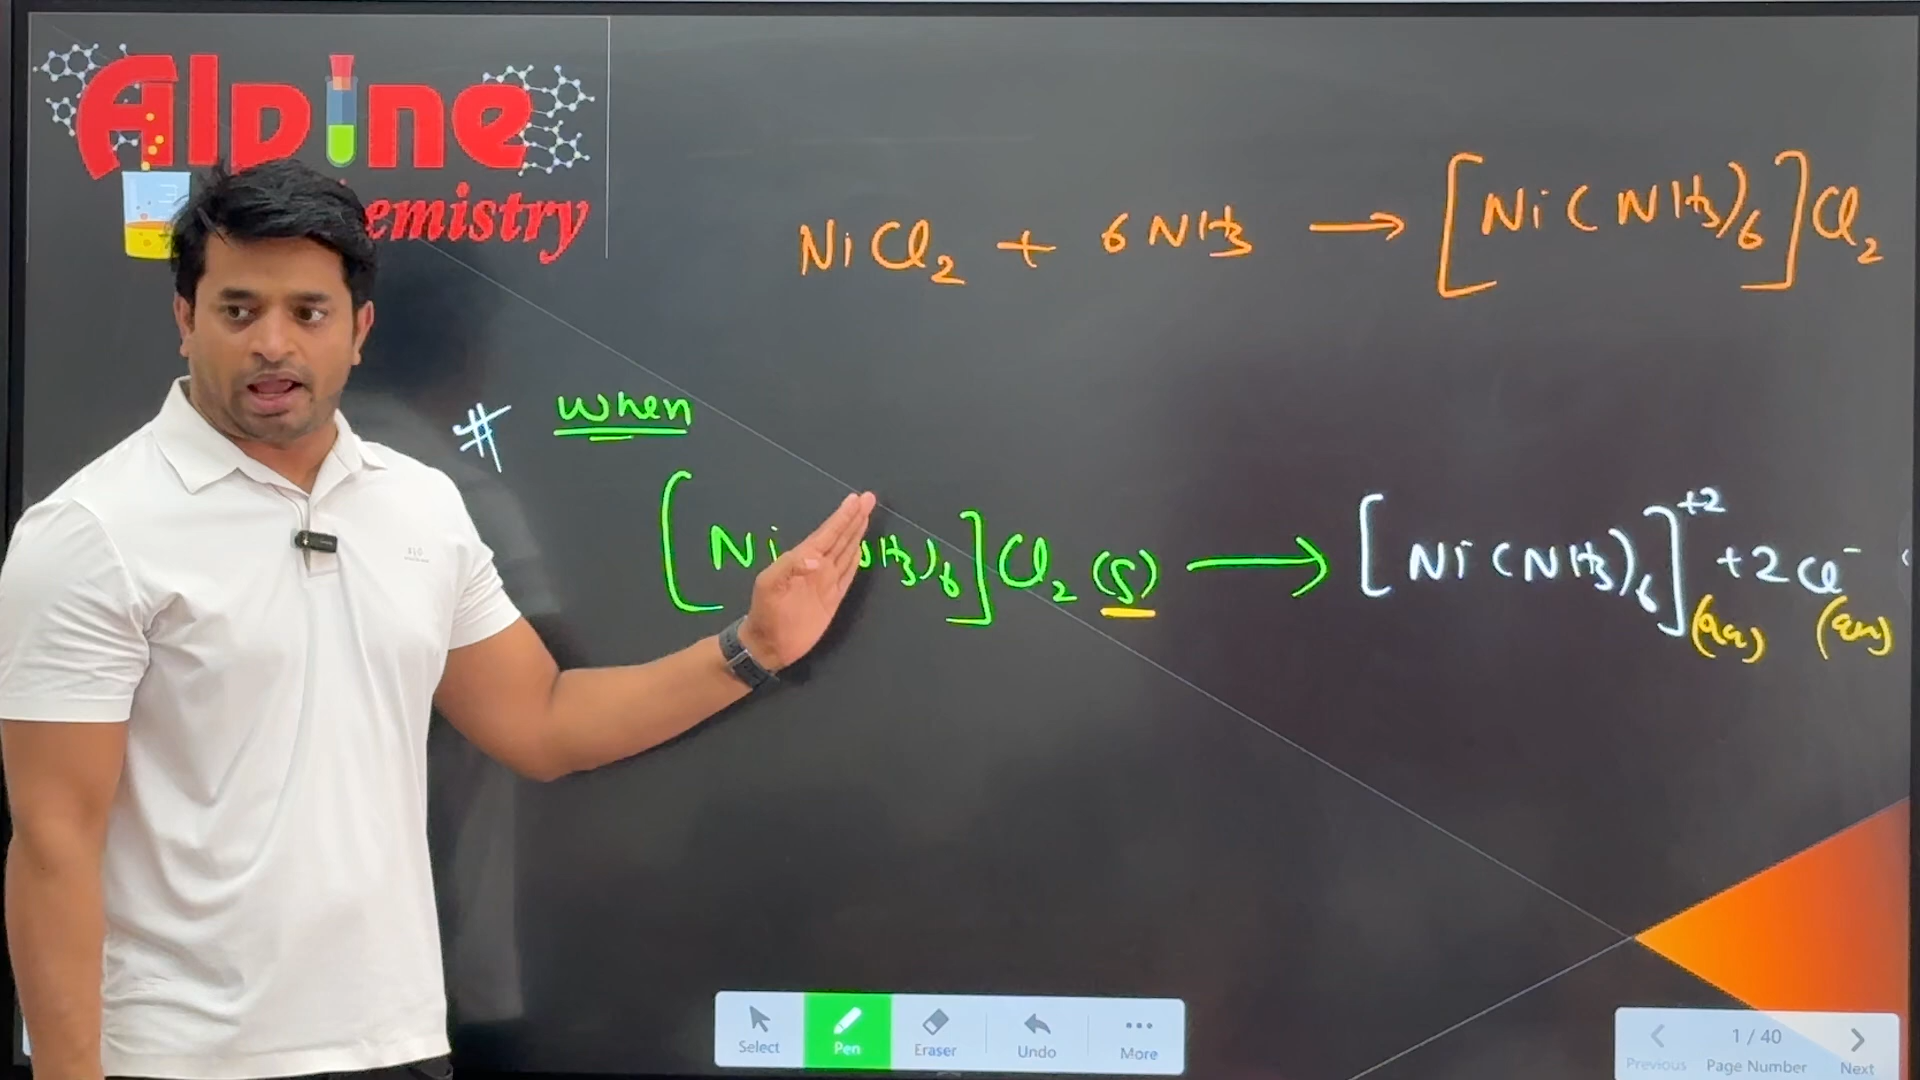 Alpine
emistry
NiCl₂ + 6NH₃ → [Ni(NH₃)₆]Cl₂
# when
[Ni NH₃)₆]Cl₂ (s) → [Ni(NH₃)₆]⁺² + 2Cl⁻
(aq) (aq)
Select Pen Eraser Undo More
1 / 40
Previous Page Number Next